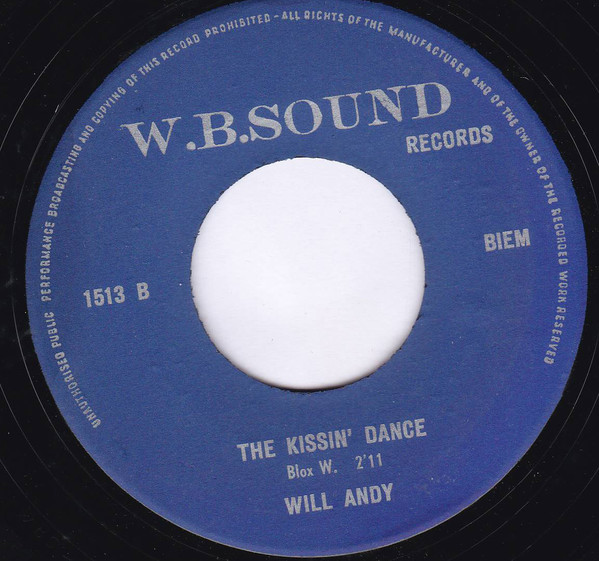 UNAUTHORISED PUBLIC PERFORMANCE BROADCASTING AND COPYING OF THIS RECORD PROHIBITED - ALL RIGHTS OF THE MANUFACTURER AND OF THE OWNER OF THE RECORDED WORK RESERVED
W.B.SOUND
RECORDS
BIEM
1513 B
THE KISSIN' DANCE
Blox W. 2'11
WILL ANDY